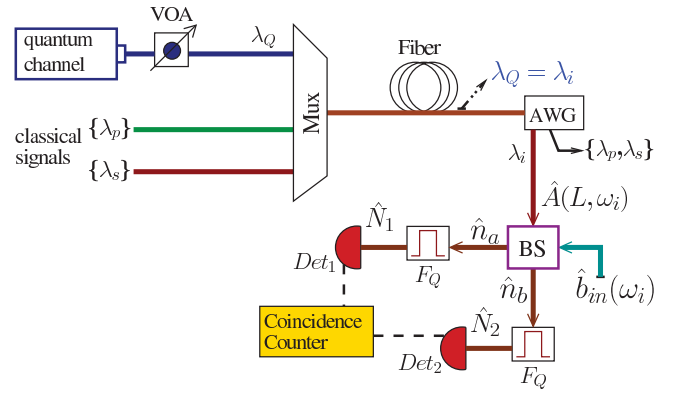 VOA
quantum
channel
λ_Q
Fiber
λ_Q = λ_i
Mux
AWG
classical
signals
{λ_p}
{λ_s}
λ_i
{λ_p,λ_s}
Â(L, ω_i)
N̂_1
n̂_a
BS
Det_1
F_Q
n̂_b
b̂_{in}(ω_i)
Coincidence
Counter
N̂_2
Det_2
F_Q